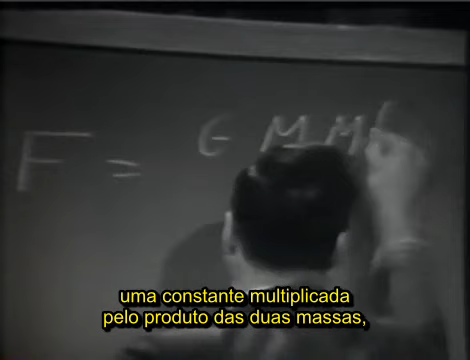 F = G M M'
uma constante multiplicada
pelo produto das duas massas,